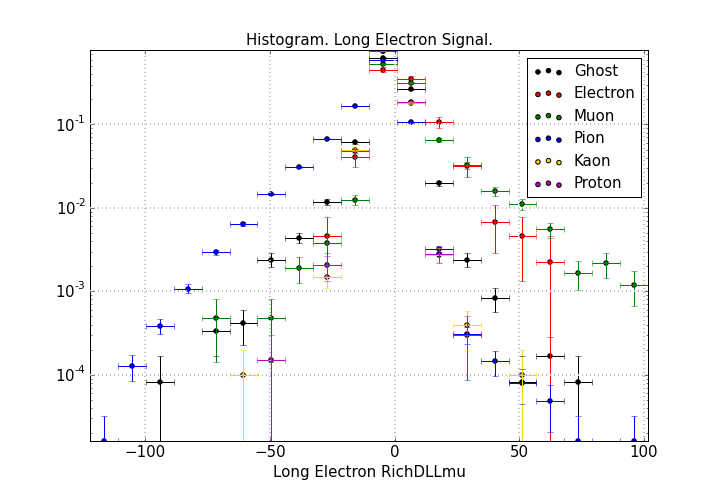 Histogram. Long Electron Signal.
Ghost
Electron
Muon
Pion
Kaon
Proton
10^-1
10^-2
10^-3
10^-4
−100 −50 0 50 100
Long Electron RichDLLmu